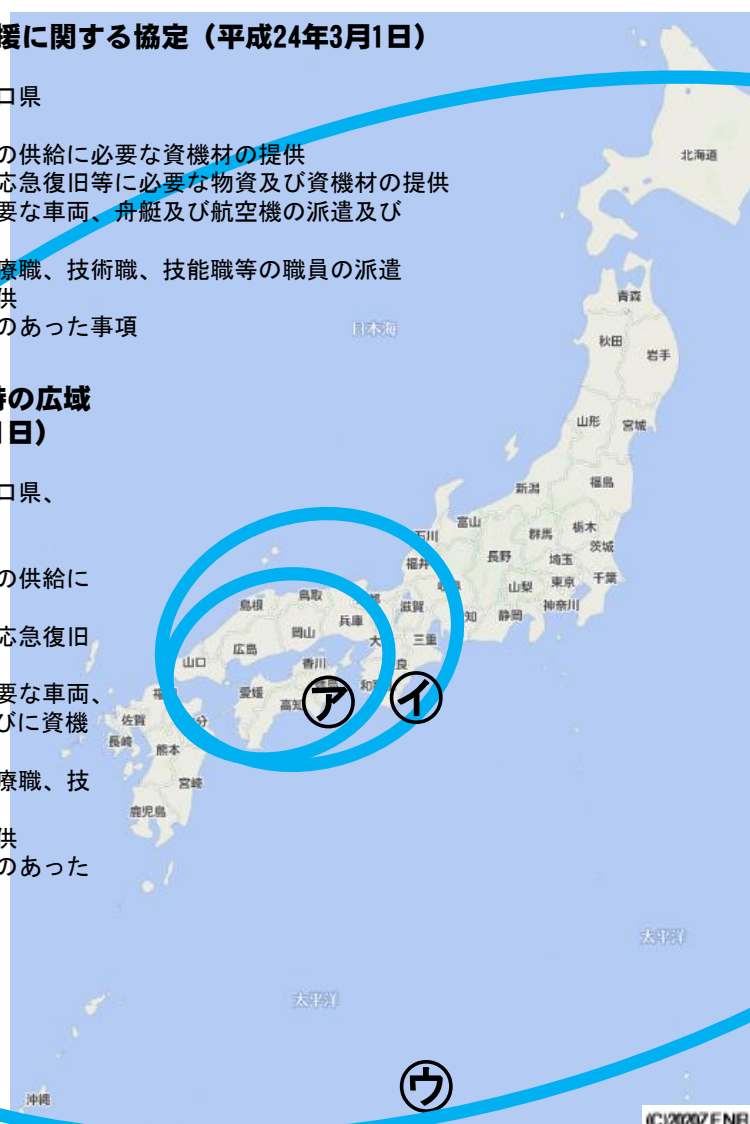 援に関する協定（平成24年3月1日）
口県
の供給に必要な資機材の提供
応急復旧等に必要な物資及び資機材の提供
要な車両、舟艇及び航空機の派遣及び
療職、技術職、技能職等の職員の派遣
供
のあった事項
時の広域
日）
口県、
の供給に
応急復旧
要な車両、
びに資機
療職、技
供
のあった
北海道
青森
秋田
岩手
日本海
山形
宮城
新潟
福島
富山
石川
群馬
栃木
茨城
福井
長野
埼玉
山梨
東京
千葉
神奈川
静岡
滋賀
三重
鳥取
島根
兵庫
岡山
広島
山口
香川
愛媛
高知
佐賀
長崎
熊本
宮崎
鹿児島
ア
イ
太平洋
太平洋
ウ
沖縄